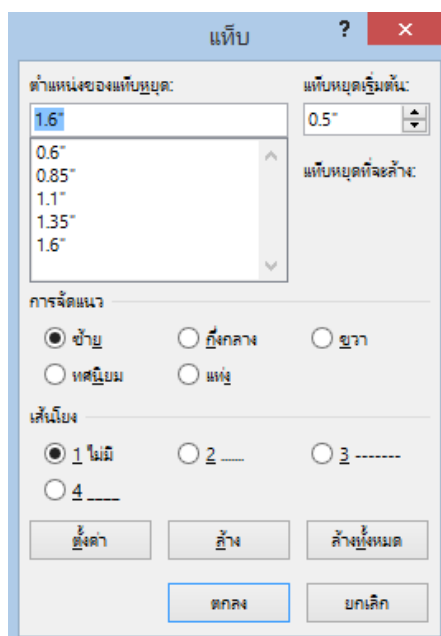 แท็บ ? ×
ตำแหน่งของแท็บหยุด: แท็บหยุดเริ่มต้น:
1.6" 0.5"
0.6"
0.85" แท็บหยุดที่จะล้าง:
1.1"
1.35"
1.6"
การจัดแนว
ซ้าย กึ่งกลาง ขวา
ทศนิยม แท่ง
เส้นโยง
1 ไม่มี 2 ...... 3 -------
4 ____
ตั้งค่า ล้าง ล้างทั้งหมด
ตกลง ยกเลิก